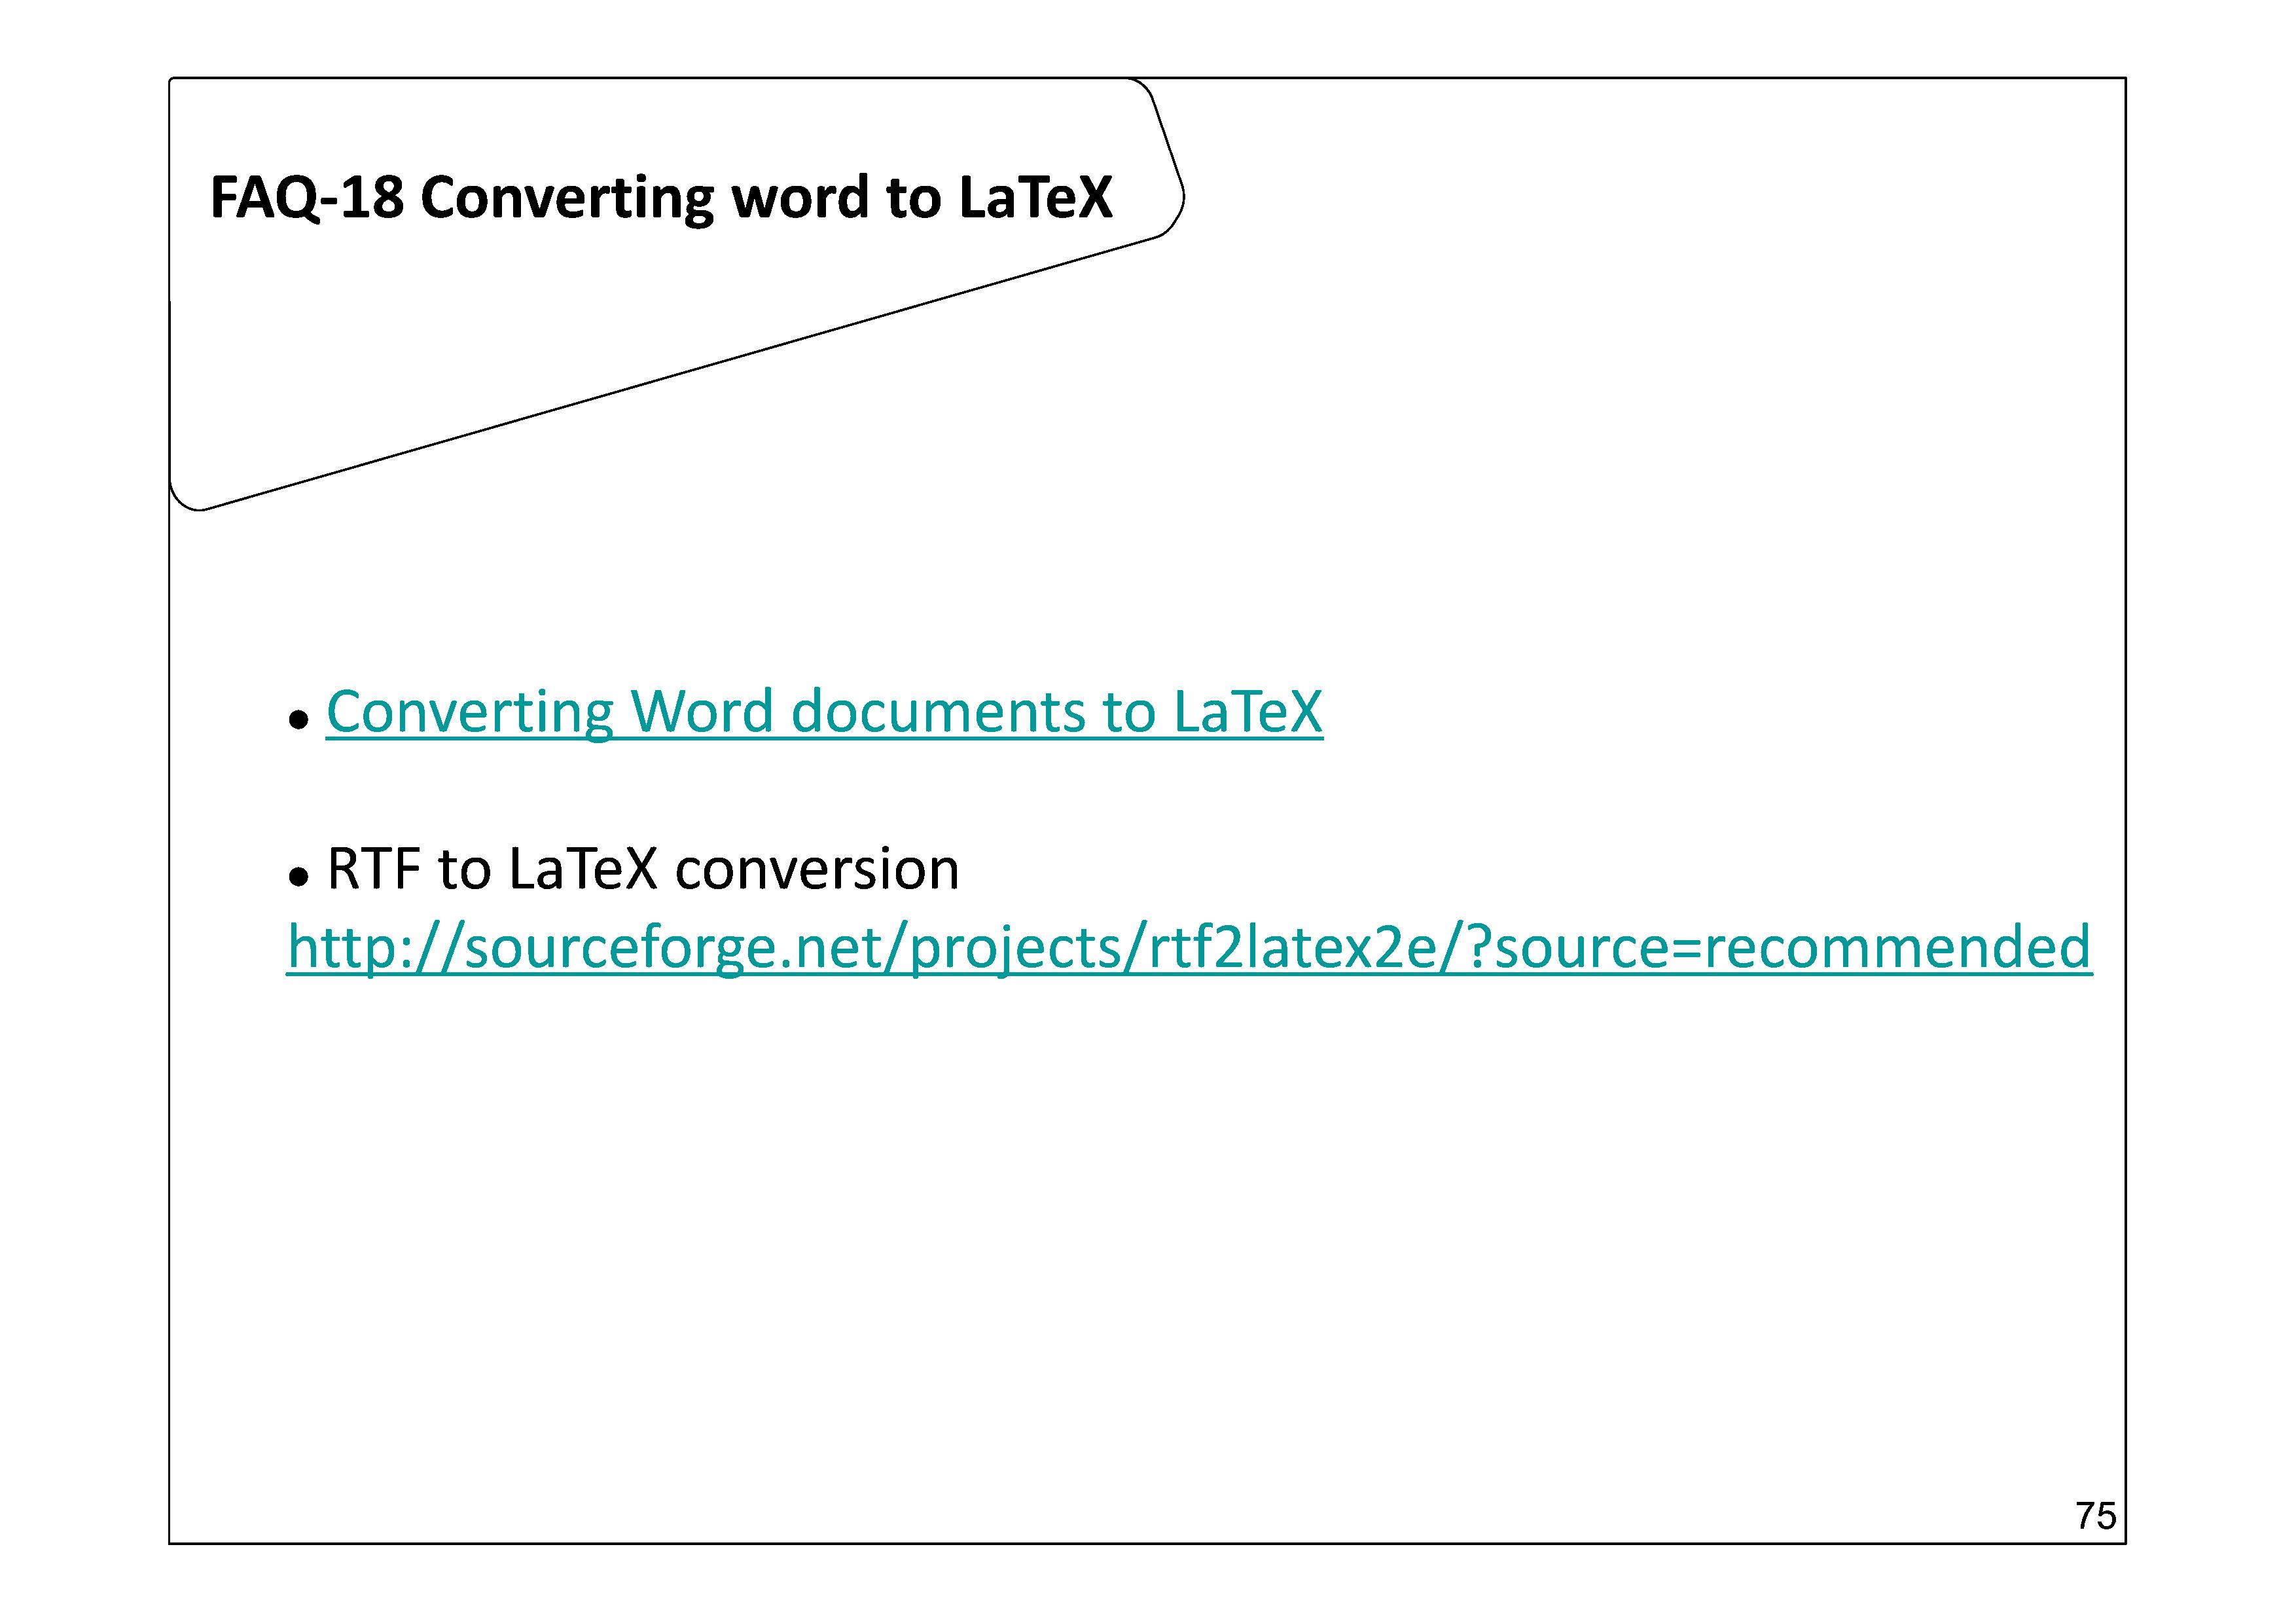 FAQ-18 Converting word to LaTeX
• Converting Word documents to LaTeX
• RTF to LaTeX conversion
http://sourceforge.net/projects/rtf2latex2e/?source=recommended
75